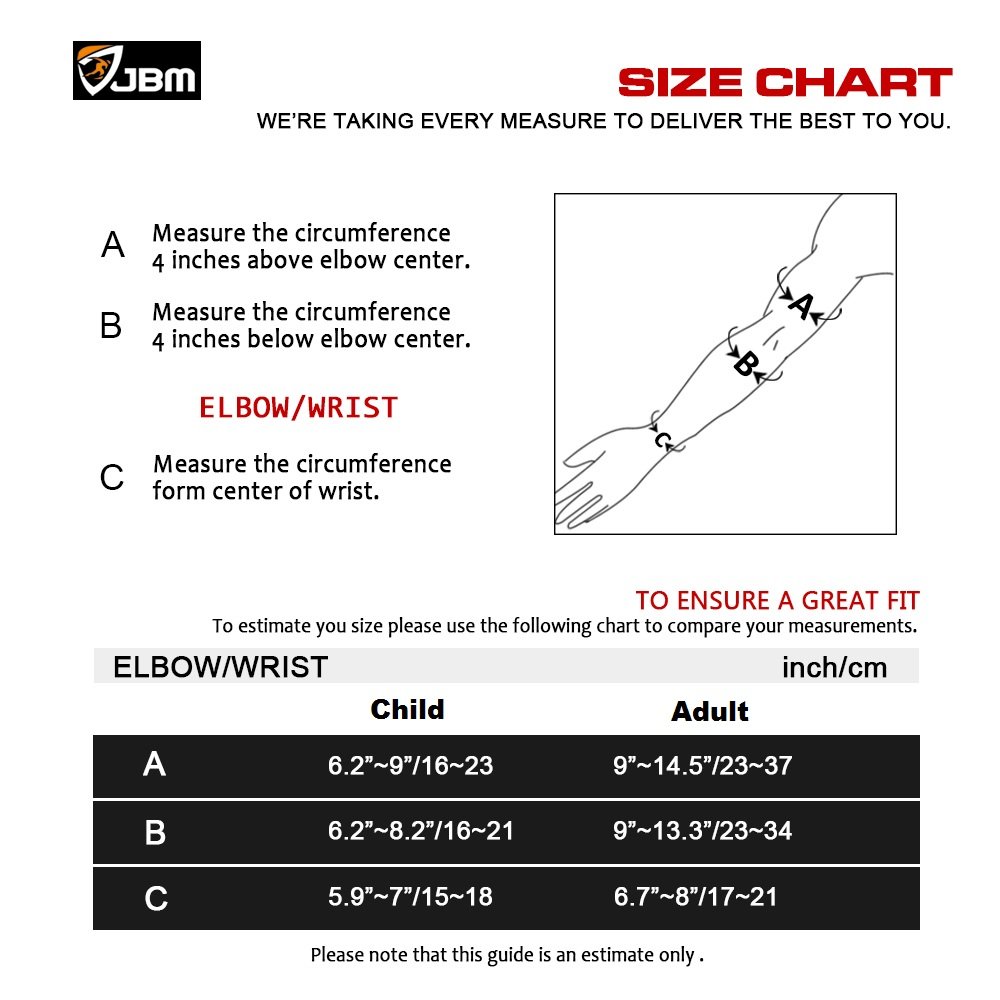 JBM
SIZE CHART
WE’RE TAKING EVERY MEASURE TO DELIVER THE BEST TO YOU.
A Measure the circumference
4 inches above elbow center.
B Measure the circumference
4 inches below elbow center.
ELBOW/WRIST
C Measure the circumference
form center of wrist.
A
B
C
TO ENSURE A GREAT FIT
To estimate you size please use the following chart to compare your measurements.
ELBOW/WRIST inch/cm
Child Adult
A 6.2”~9”/16~23 9”~14.5”/23~37
B 6.2”~8.2”/16~21 9”~13.3”/23~34
C 5.9”~7”/15~18 6.7”~8”/17~21
Please note that this guide is an estimate only .